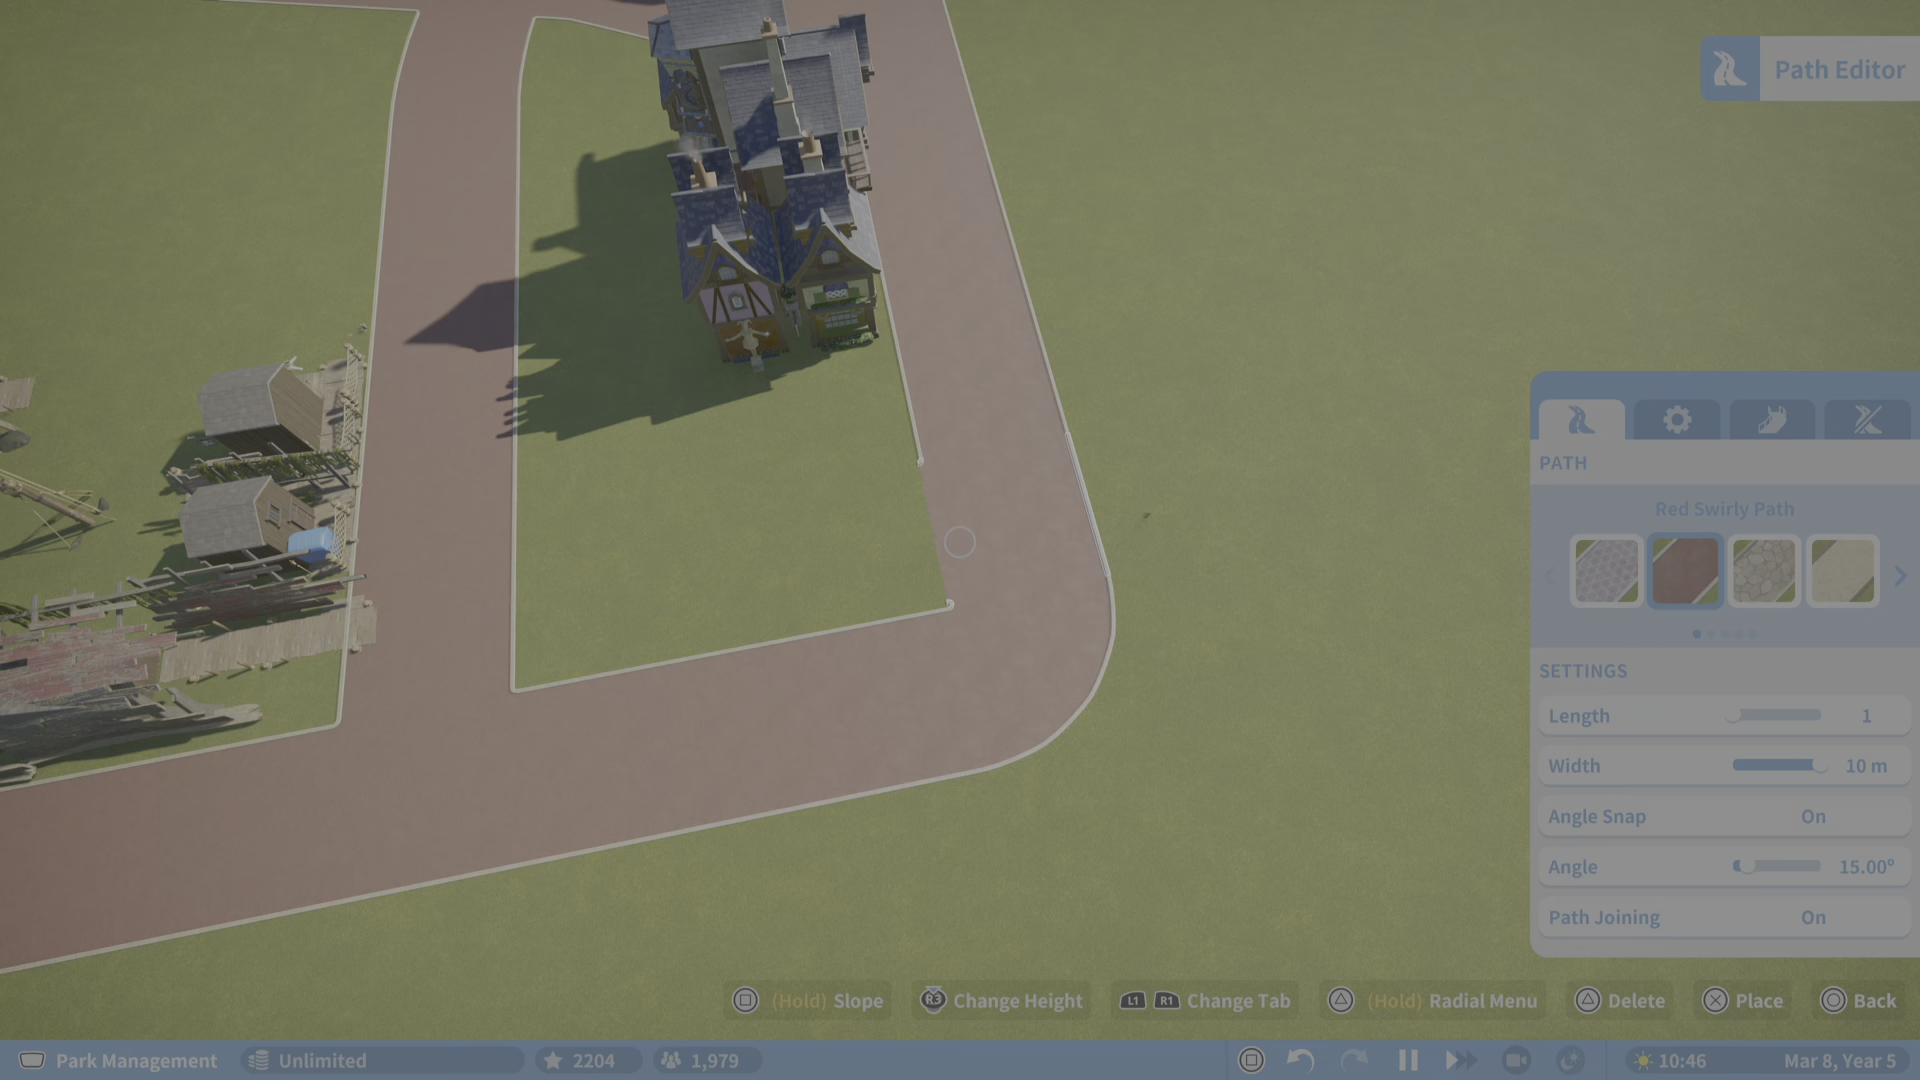 Path Editor
PATH
Red Swirly Path
SETTINGS
Length 1
Width 10 m
Angle Snap On
Angle 15.00º
Path Joining On
(Hold) Slope R3 Change Height L1 R1 Change Tab (Hold) Radial Menu Delete Place Back
Park Management Unlimited 2204 1,979 10:46 Mar 8, Year 5